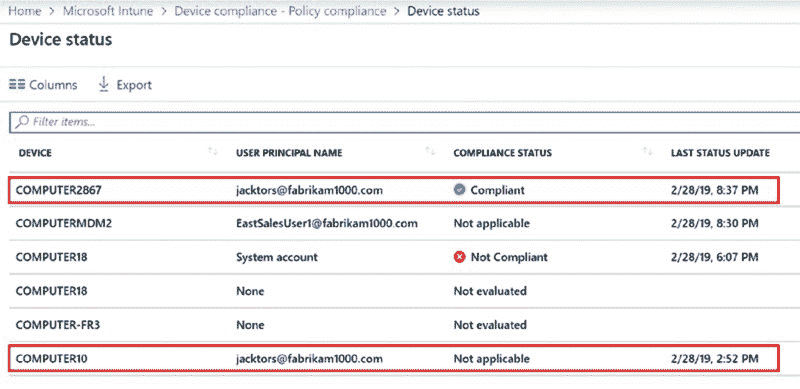 Home > Microsoft Intune > Device compliance - Policy compliance > Device status
Device status
Columns Export
Filter items...
DEVICE USER PRINCIPAL NAME COMPLIANCE STATUS LAST STATUS UPDATE
COMPUTER2867 jacktors@fabrikam1000.com Compliant 2/28/19, 8:37 PM
COMPUTERMDM2 EastSalesUser1@fabrikam1000.com Not applicable 2/28/19, 8:30 PM
COMPUTER18 System account Not Compliant 2/28/19, 6:07 PM
COMPUTER18 None Not evaluated
COMPUTER-FR3 None Not evaluated
COMPUTER10 jacktors@fabrikam1000.com Not applicable 2/28/19, 2:52 PM